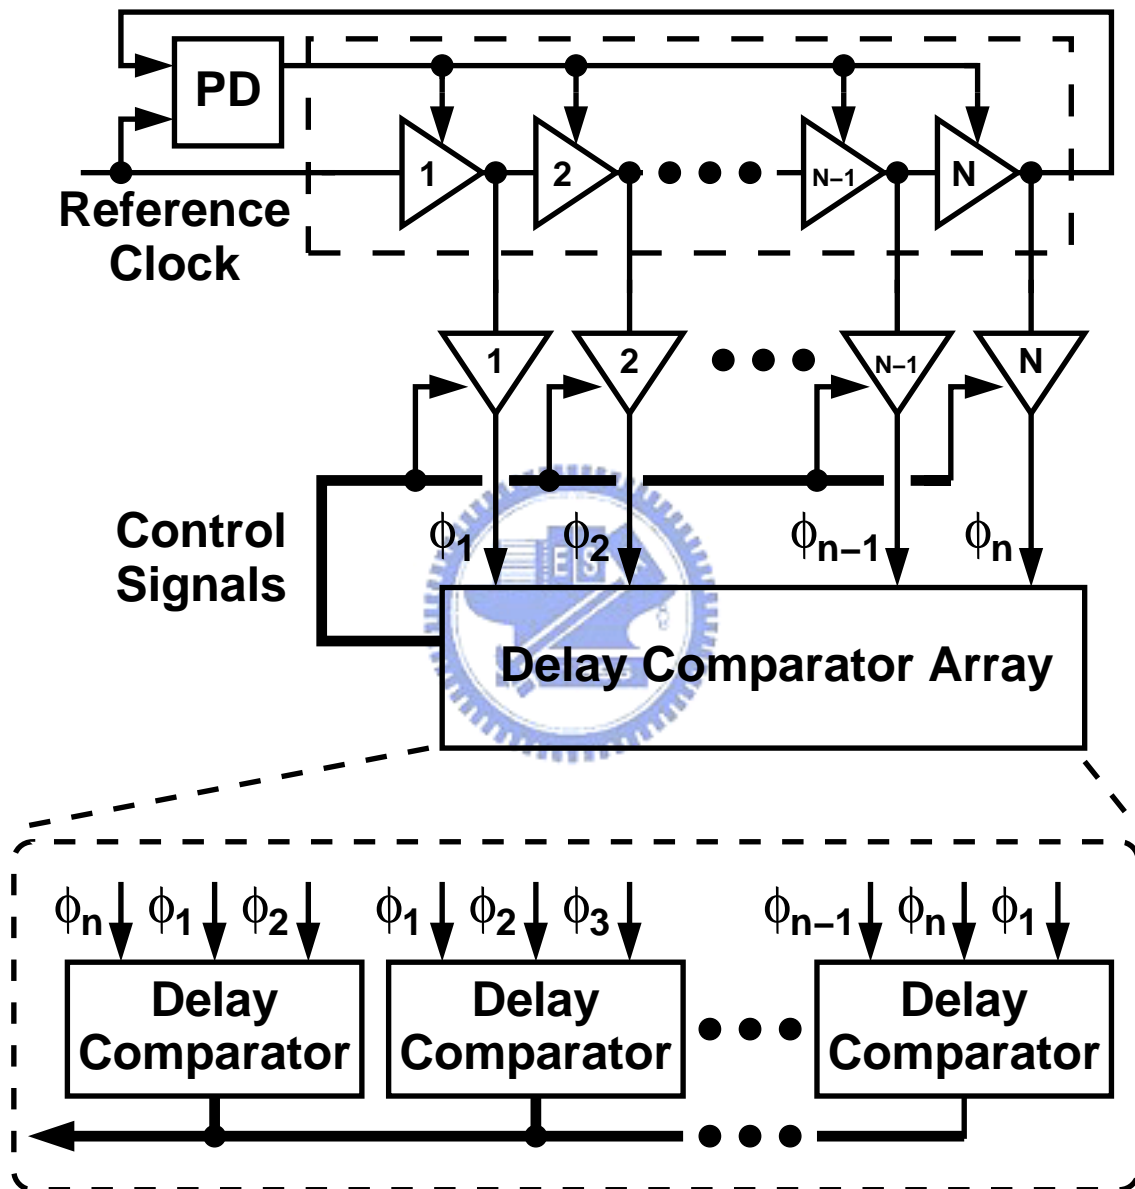 PD
1
2
N−1
N
Reference
Clock
1
2
N−1
N
Control
Signals
ϕ1
ϕ2
ϕn−1
ϕn
ES
Delay Comparator Array
ϕn ϕ1 ϕ2
ϕ1 ϕ2 ϕ3
ϕn−1 ϕn ϕ1
Delay
Comparator
Delay
Comparator
Delay
Comparator